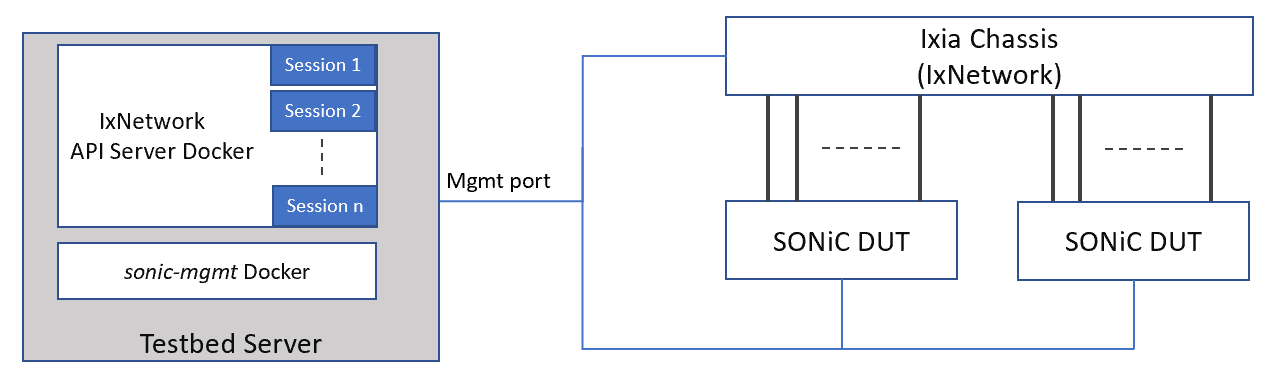 IxNetwork
API Server Docker
Session 1
Session 2
Session n
sonic-mgmt Docker
Testbed Server
Mgmt port
Ixia Chassis
(IxNetwork)
SONiC DUT
SONiC DUT